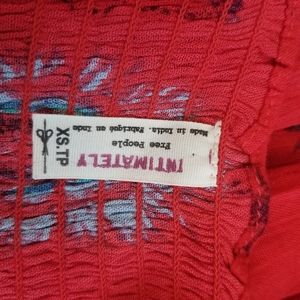 INTIMATELY
Free People
Made in India. Fabriqué en Inde
XS.TP